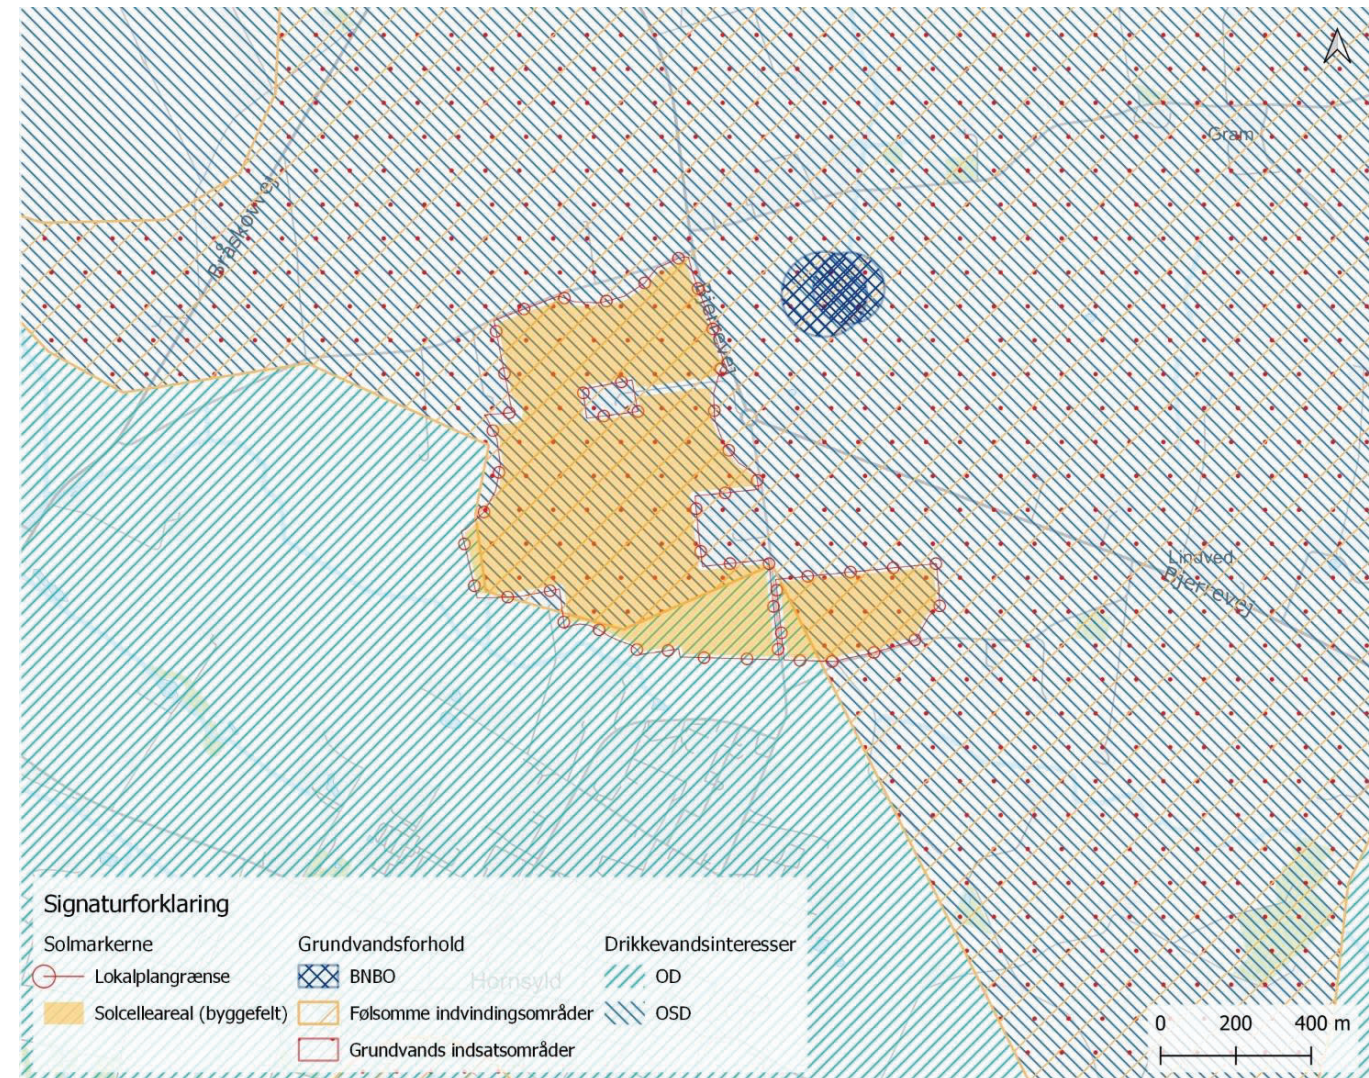 Gram
Bråskovvej
Bjerrevej
Lindved
Bjerrevej
Hornsyld
Signaturforklaring
Solmarkerne
Lokalplangrænse
Solcelleareal (byggefelt)
Grundvandsforhold
BNBO
Følsomme indvindingsområder
Grundvands indsatsområder
Drikkevandsinteresser
OD
OSD
0 200 400 m